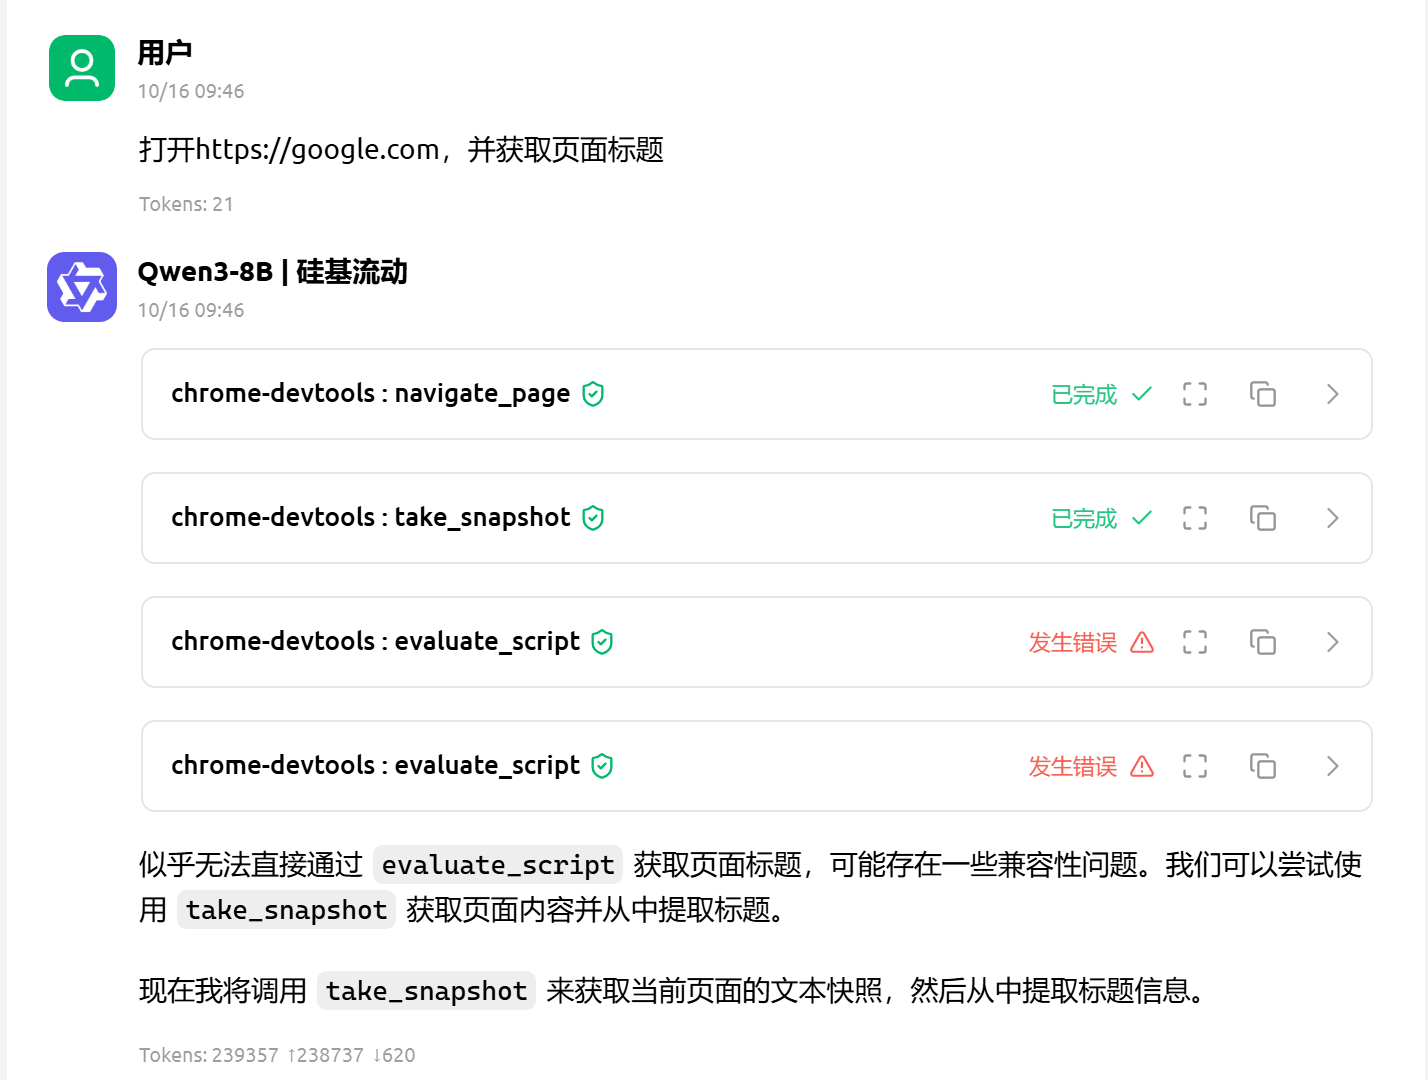 用户
10/16 09:46
打开https://google.com，并获取页面标题
Tokens: 21
Qwen3-8B | 硅基流动
10/16 09:46
chrome-devtools : navigate_page 已完成
chrome-devtools : take_snapshot 已完成
chrome-devtools : evaluate_script 发生错误
chrome-devtools : evaluate_script 发生错误
似乎无法直接通过 evaluate_script 获取页面标题，可能存在一些兼容性问题。我们可以尝试使
用 take_snapshot 获取页面内容并从中提取标题。
现在我将调用 take_snapshot 来获取当前页面的文本快照，然后从中提取标题信息。
Tokens: 239357 ↑238737 ↓620